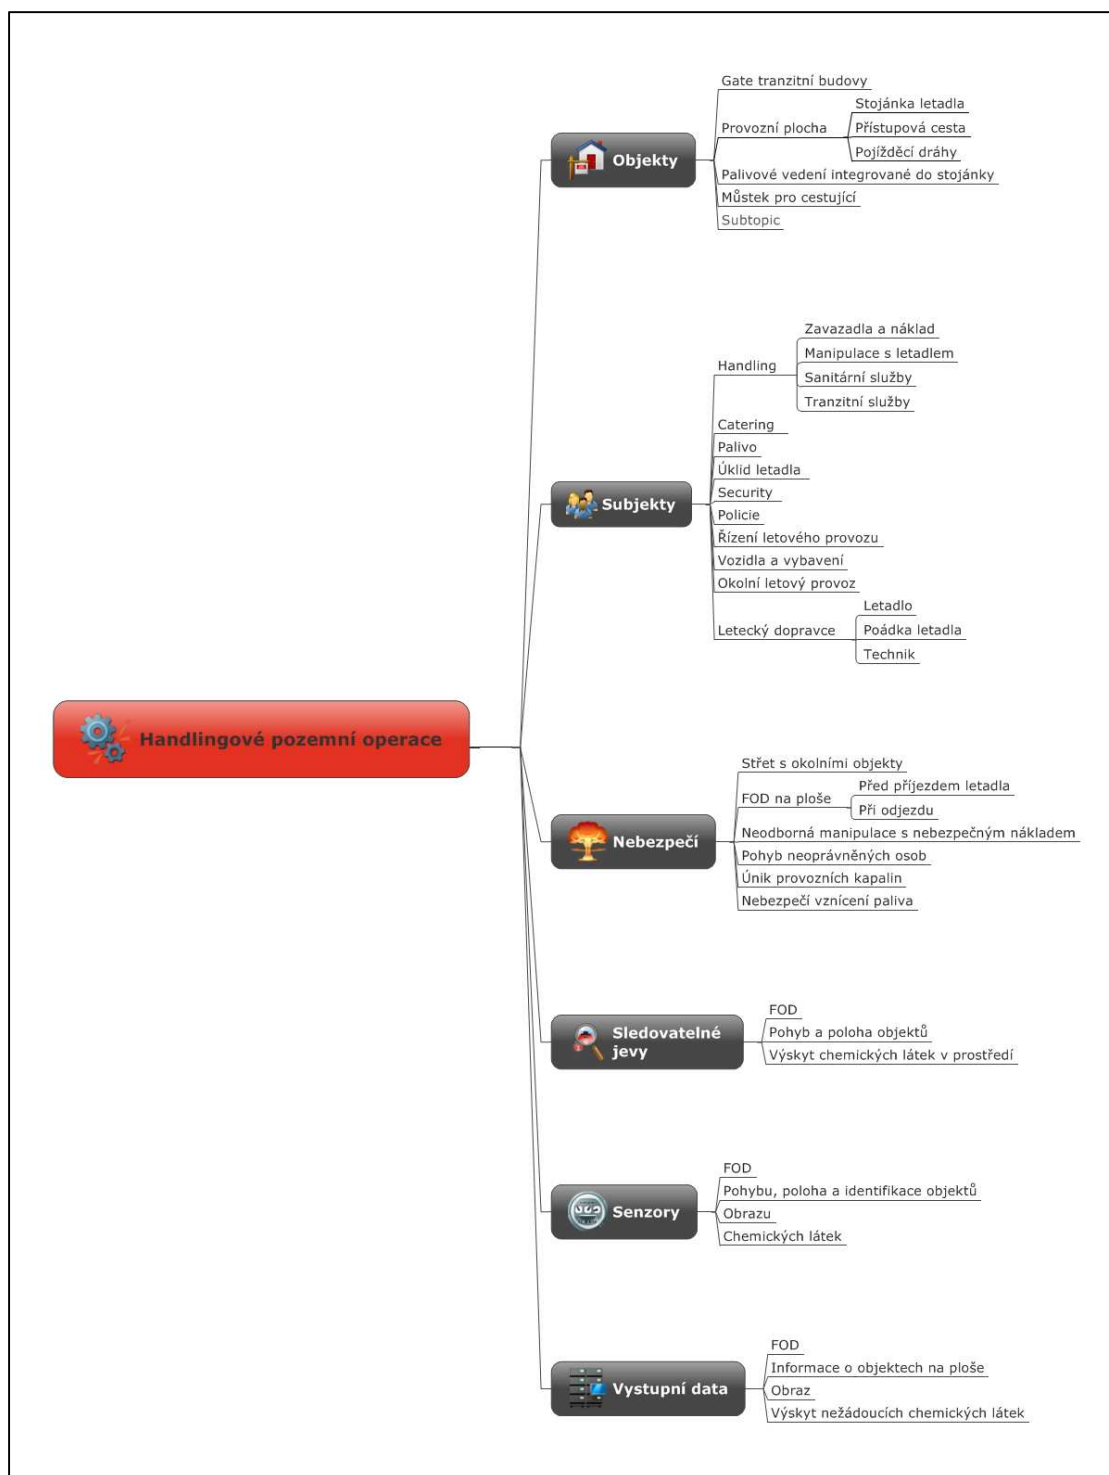 Handlingové pozemní operace
Objekty
Gate tranzitní budovy
Provozní plocha
Stojánka letadla
Přístupová cesta
Pojížděcí dráhy
Palivové vedení integrované do stojánky
Můstek pro cestující
Subtopic
Subjekty
Handling
Zavazadla a náklad
Manipulace s letadlem
Sanitární služby
Tranzitní služby
Catering
Palivo
Úklid letadla
Security
Policie
Řízení letového provozu
Vozidla a vybavení
Okolní letový provoz
Letecký dopravce
Letadlo
Poádka letadla
Technik
Nebezpečí
Střet s okolními objekty
FOD na ploše
Před příjezdem letadla
Při odjezdu
Neodborná manipulace s nebezpečným nákledem
Pohyb neoprávněných osob
Únik provozních kapalin
Nebezpečí vznícení paliva
Sledovatelné
jevy
FOD
Pohyb a poloha objektů
Výskyt chemických látek v prostředí
Senzory
FOD
Pohybu, poloha a identifikace objektů
Obrazu
Chemických látek
Vystupní data
FOD
Informace o objektech na ploše
Obraz
Výskyt nežádoucích chemických látek